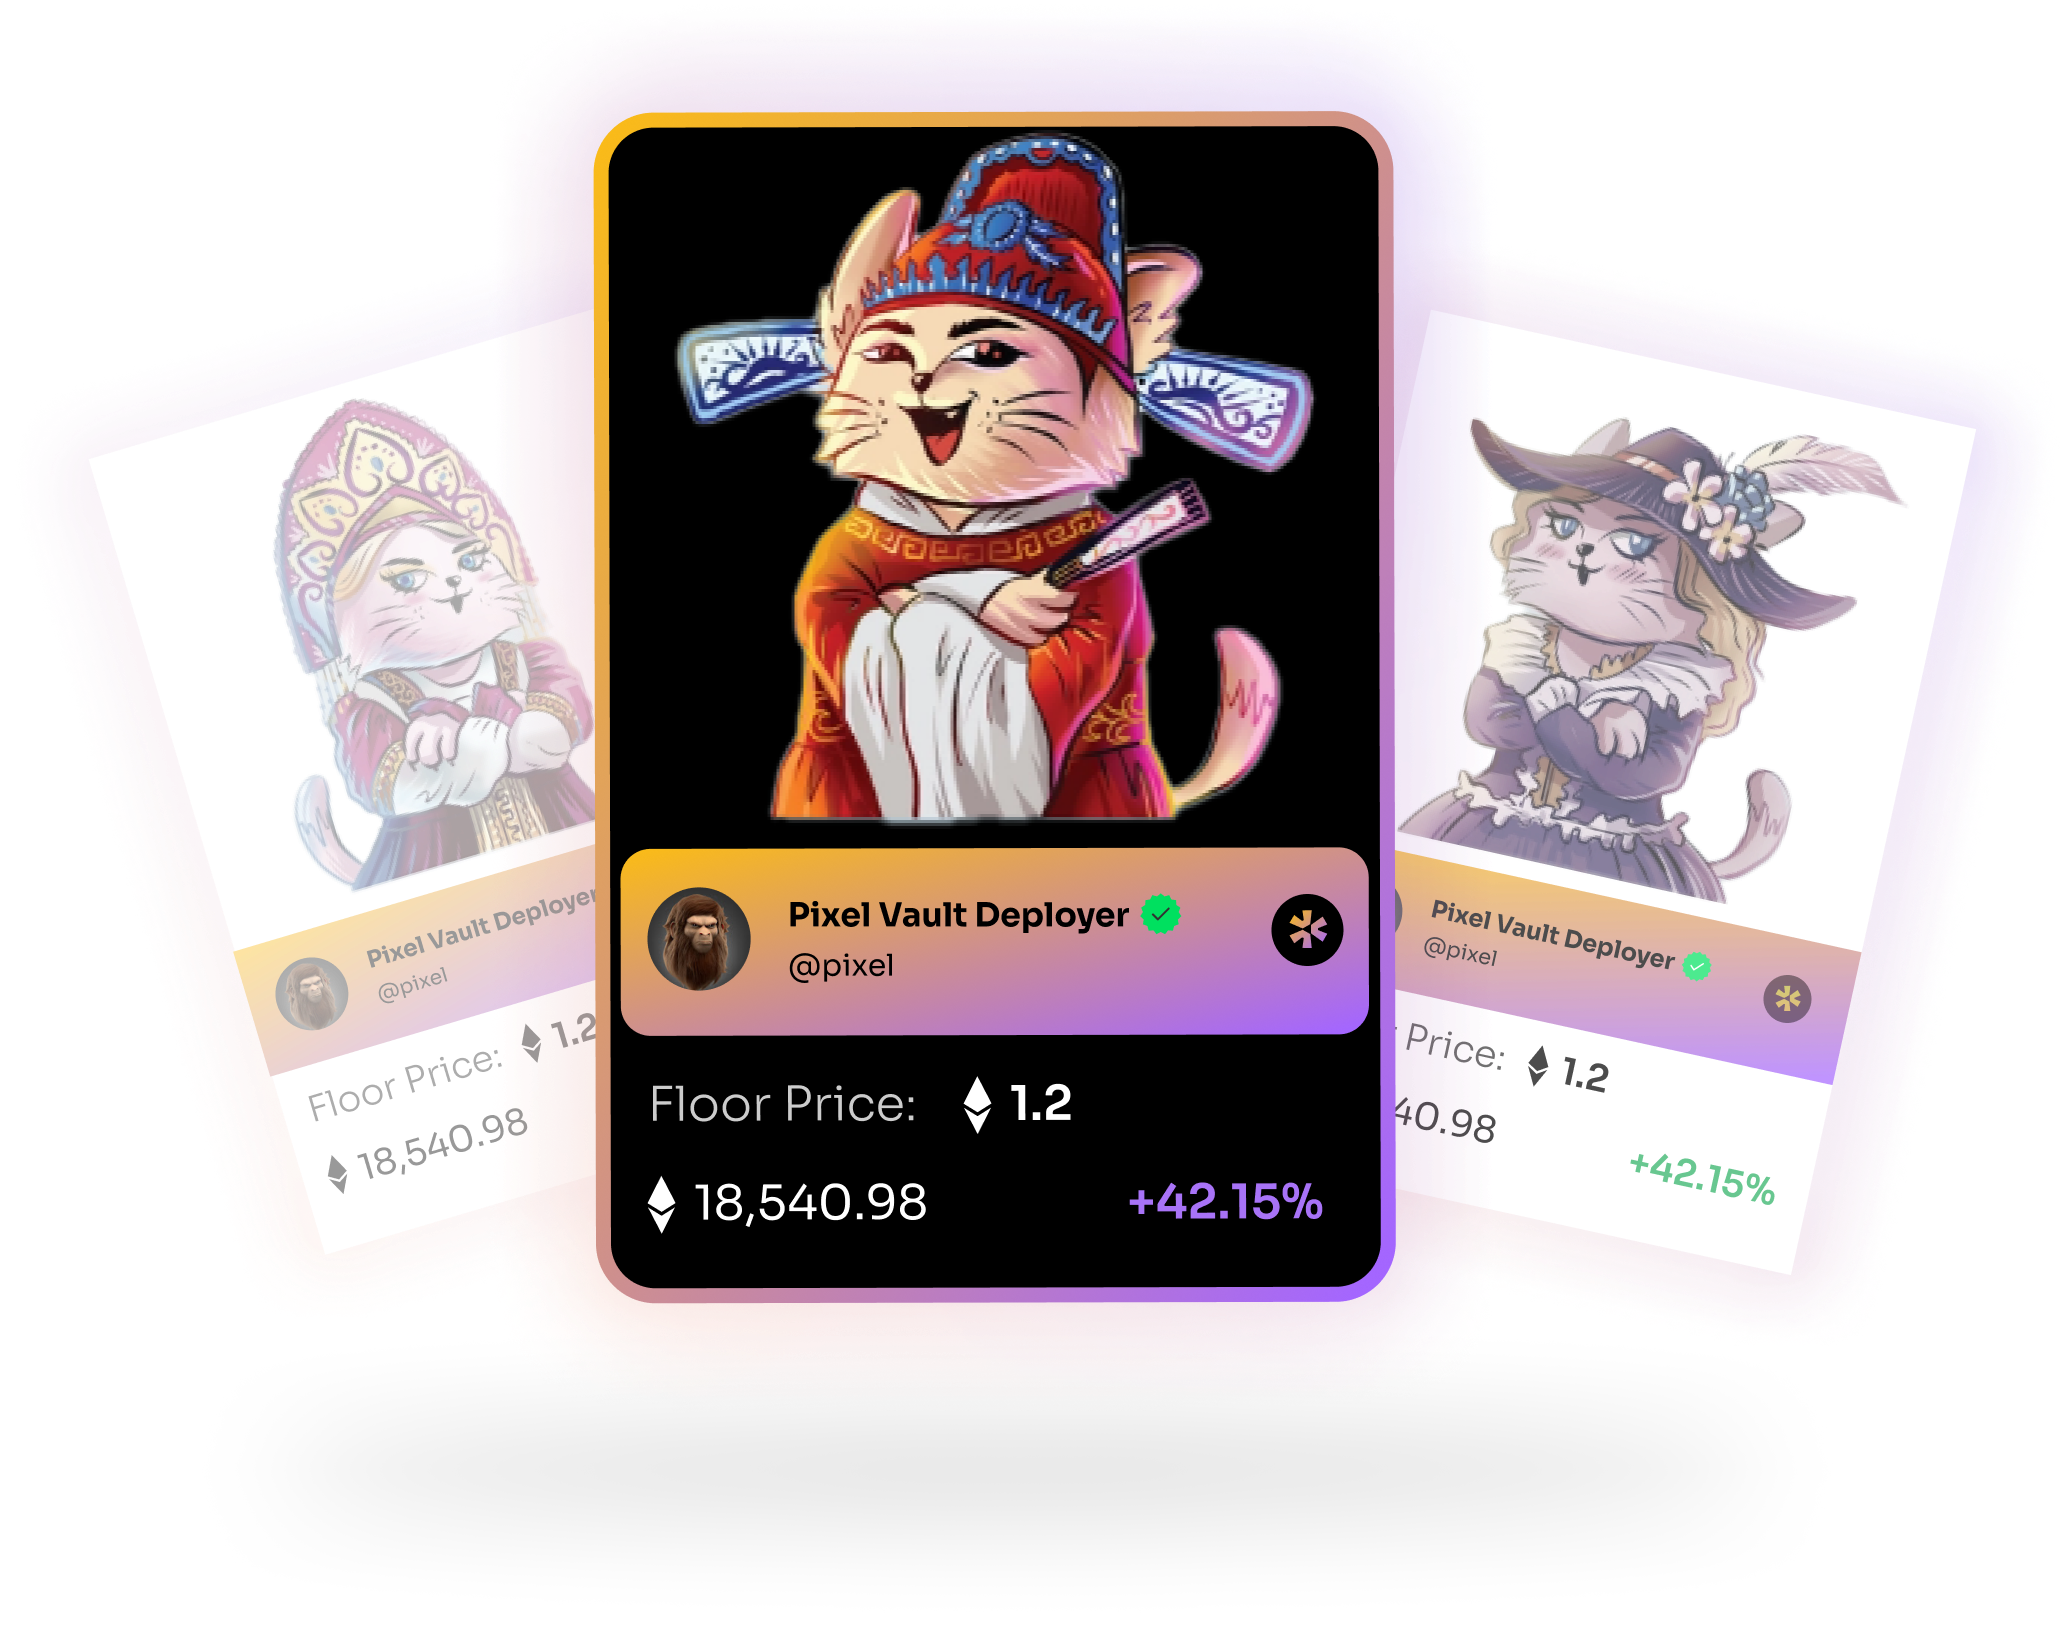 Pixel Vault Deployer
@pixel
Floor Price: 1.2
18,540.98
Pixel Vault Deployer
@pixel
Floor Price: 1.2
18,540.98 +42.15%
Pixel Vault Deployer
@pixel
Price: 1.2
40.98
+42.15%